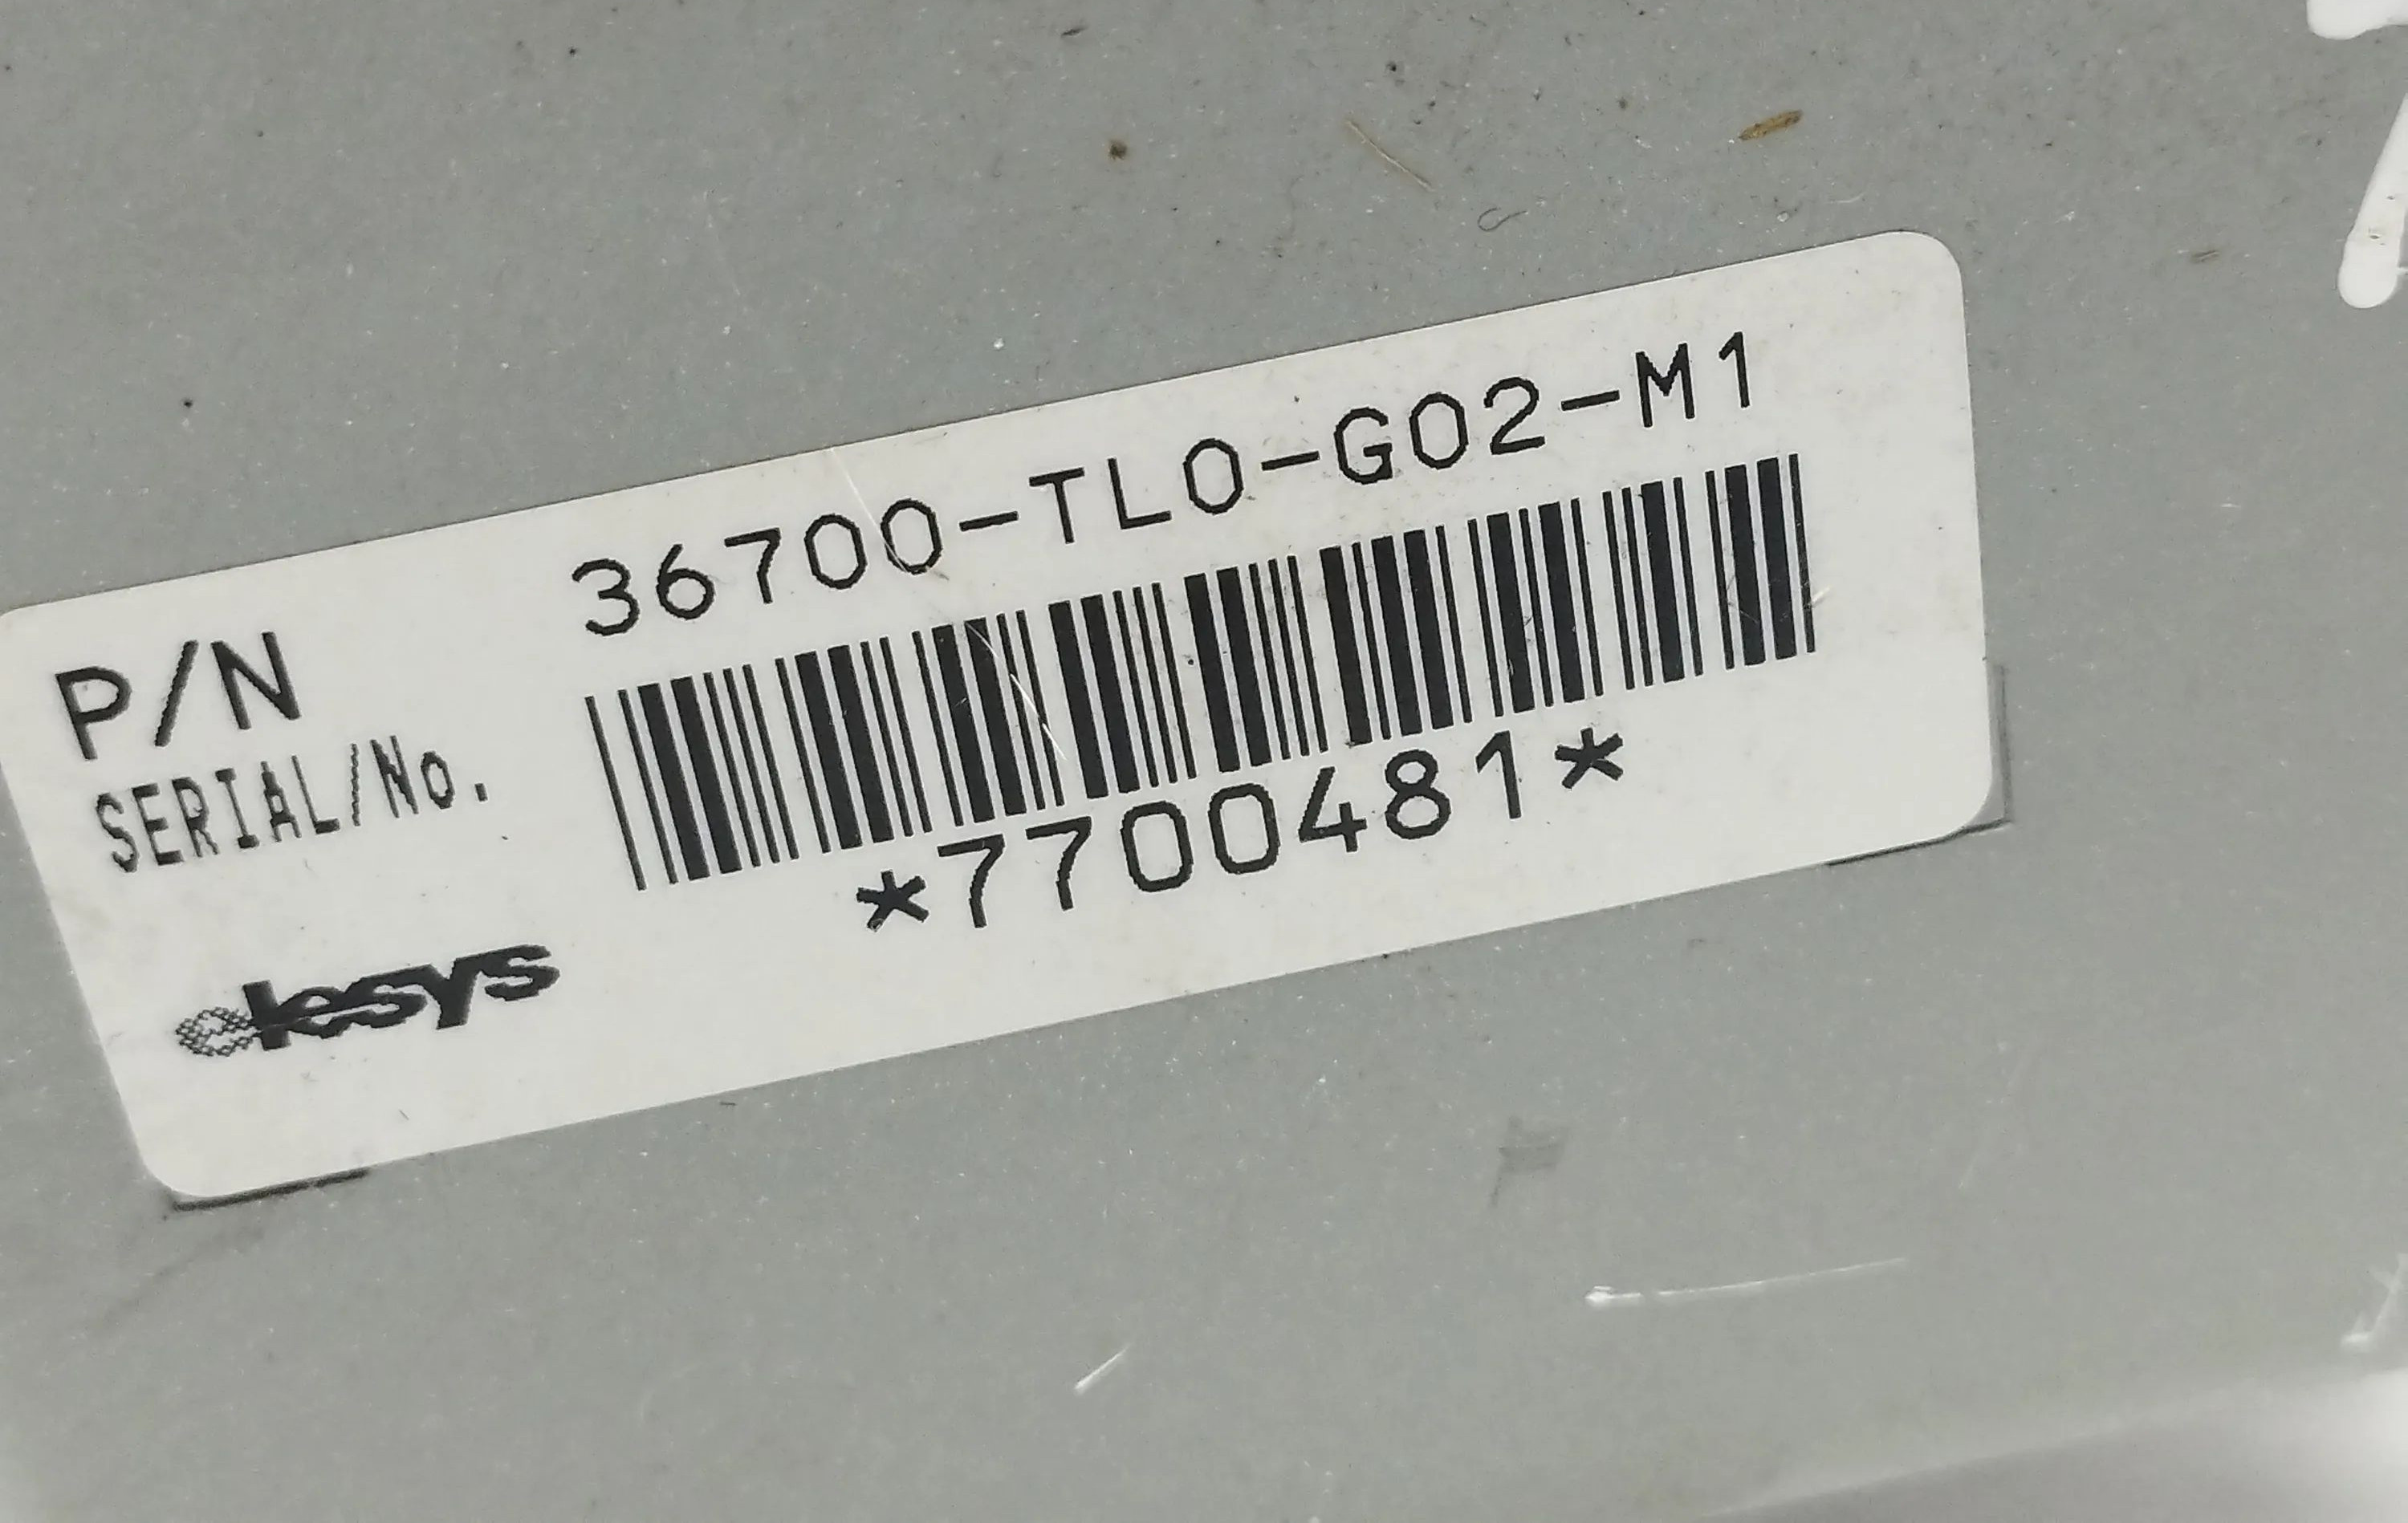 P/N 36700-TL0-G02-M1
SERIAL/No.
*7700481*
elesys